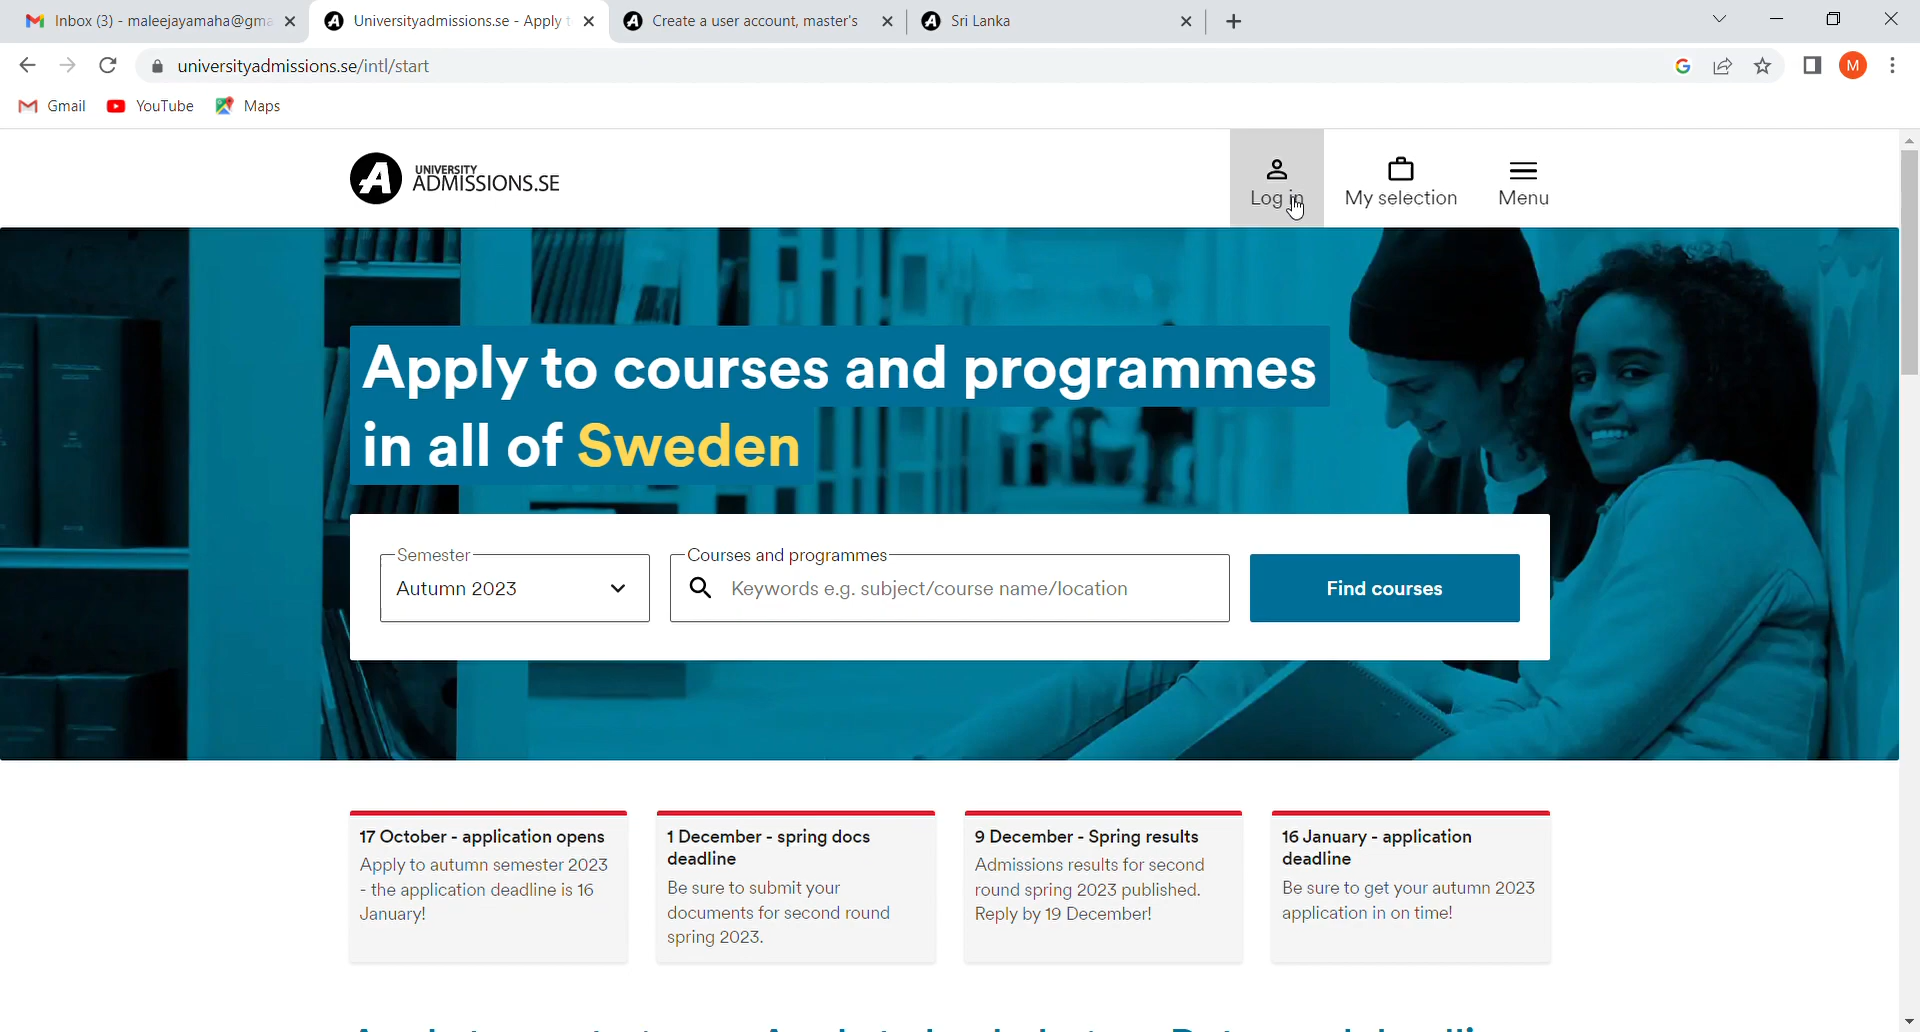 Inbox (3) - maleejayamaha@gma
Universityadmissions.se - Apply t
Create a user account, master's
Sri Lanka
universityadmissions.se/intl/start
M
Gmail
YouTube
Maps
UNIVERSITY
ADMISSIONS.SE
Log in
My selection
Menu
Apply to courses and programmes
in all of Sweden
Semester
Autumn 2023
Courses and programmes
Keywords e.g. subject/course name/location
Find courses
17 October - application opens
Apply to autumn semester 2023
- the application deadline is 16
January!
1 December - spring docs
deadline
Be sure to submit your
documents for second round
spring 2023.
9 December - Spring results
Admissions results for second
round spring 2023 published.
Reply by 19 December!
16 January - application
deadline
Be sure to get your autumn 2023
application in on time!